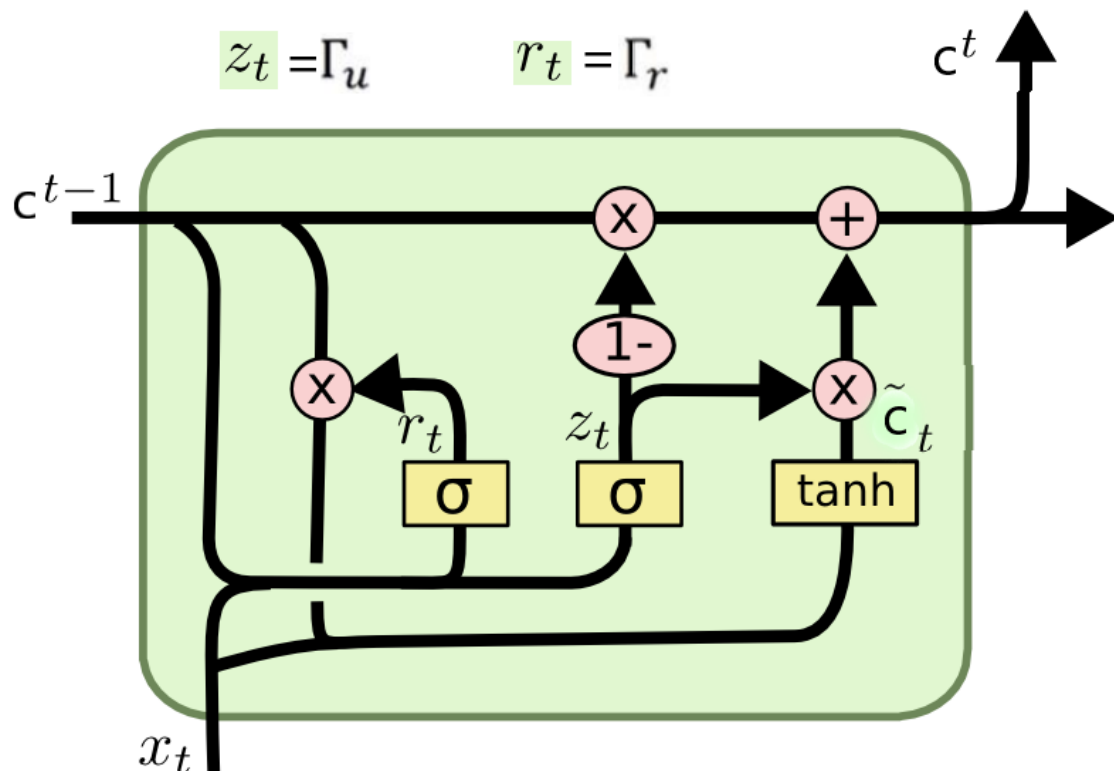 z_t = Γ_u
r_t = Γ_r
c^t
c^{t-1}
x
+
1-
x
r_t
z_t
x
c̃_t
σ
σ
tanh
x_t